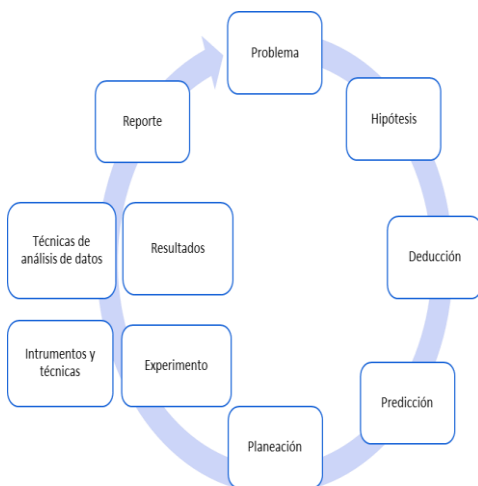 Problema
Hipótesis
Deducción
Predicción
Planeación
Experimento
Intrumentos y
técnicas
Resultados
Técnicas de
análisis de datos
Reporte